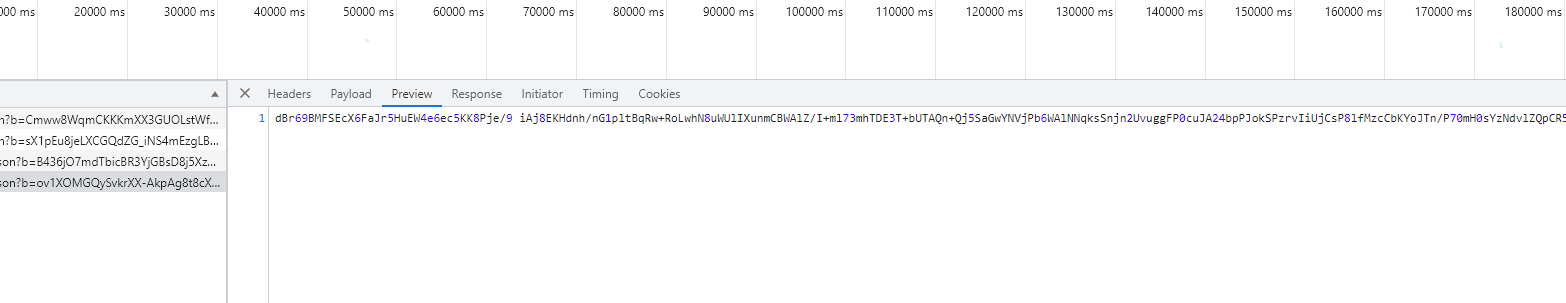 000 ms 20000 ms 30000 ms 40000 ms 50000 ms 60000 ms 70000 ms 80000 ms 90000 ms 100000 ms 110000 ms 120000 ms 130000 ms 140000 ms 150000 ms 160000 ms 170000 ms 180000 ms
Headers Payload Preview Response Initiator Timing Cookies
n?b=Cmww8WqmCKKKmXX3GUOLstWf...
n?b=sX1pEu8jeLXCGQdZG_iNS4mEzgLB...
son?b=B436jO7mdTbicBR3YjGBsD8j5Xz...
son?b=ov1XOMGQySvkrXX-AkpAg8t8cX...
1 dBr69BMFSEcX6FaJr5HuEW4e6ec5KK8Pje/9 iAj8EKHdnh/nG1pltBqRw+RoLwhN8uWUlIXunmCBWAlZ/I+ml73mhTDE3T+bUTAQn+Qj5SaGwYNVjPb6WAlNNqksSnjn2UvuggFP0cuJA24bpPJokSPzrvIiUjCsP8lfMzcCbKYoJTn/P70mH0sYzNdvlZQpCR5